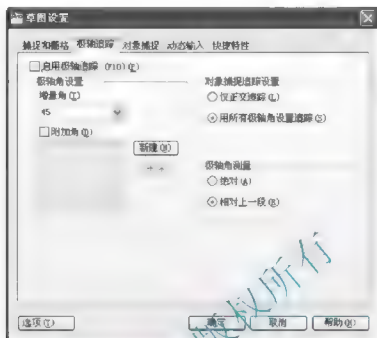 草图设置
捕捉和栅格 极轴追踪 对象捕捉 动态输入 快捷特性
启用极轴追踪 (F10)(P)
极轴角设置
增量角(I)
45
附加角(D)
新建(N)
对象捕捉追踪设置
仅正交追踪(L)
用所有极轴角设置追踪(S)
极轴角测量
绝对(A)
相对上一段(R)
选项(T)... 确定 取消 帮助(H)
版权所有